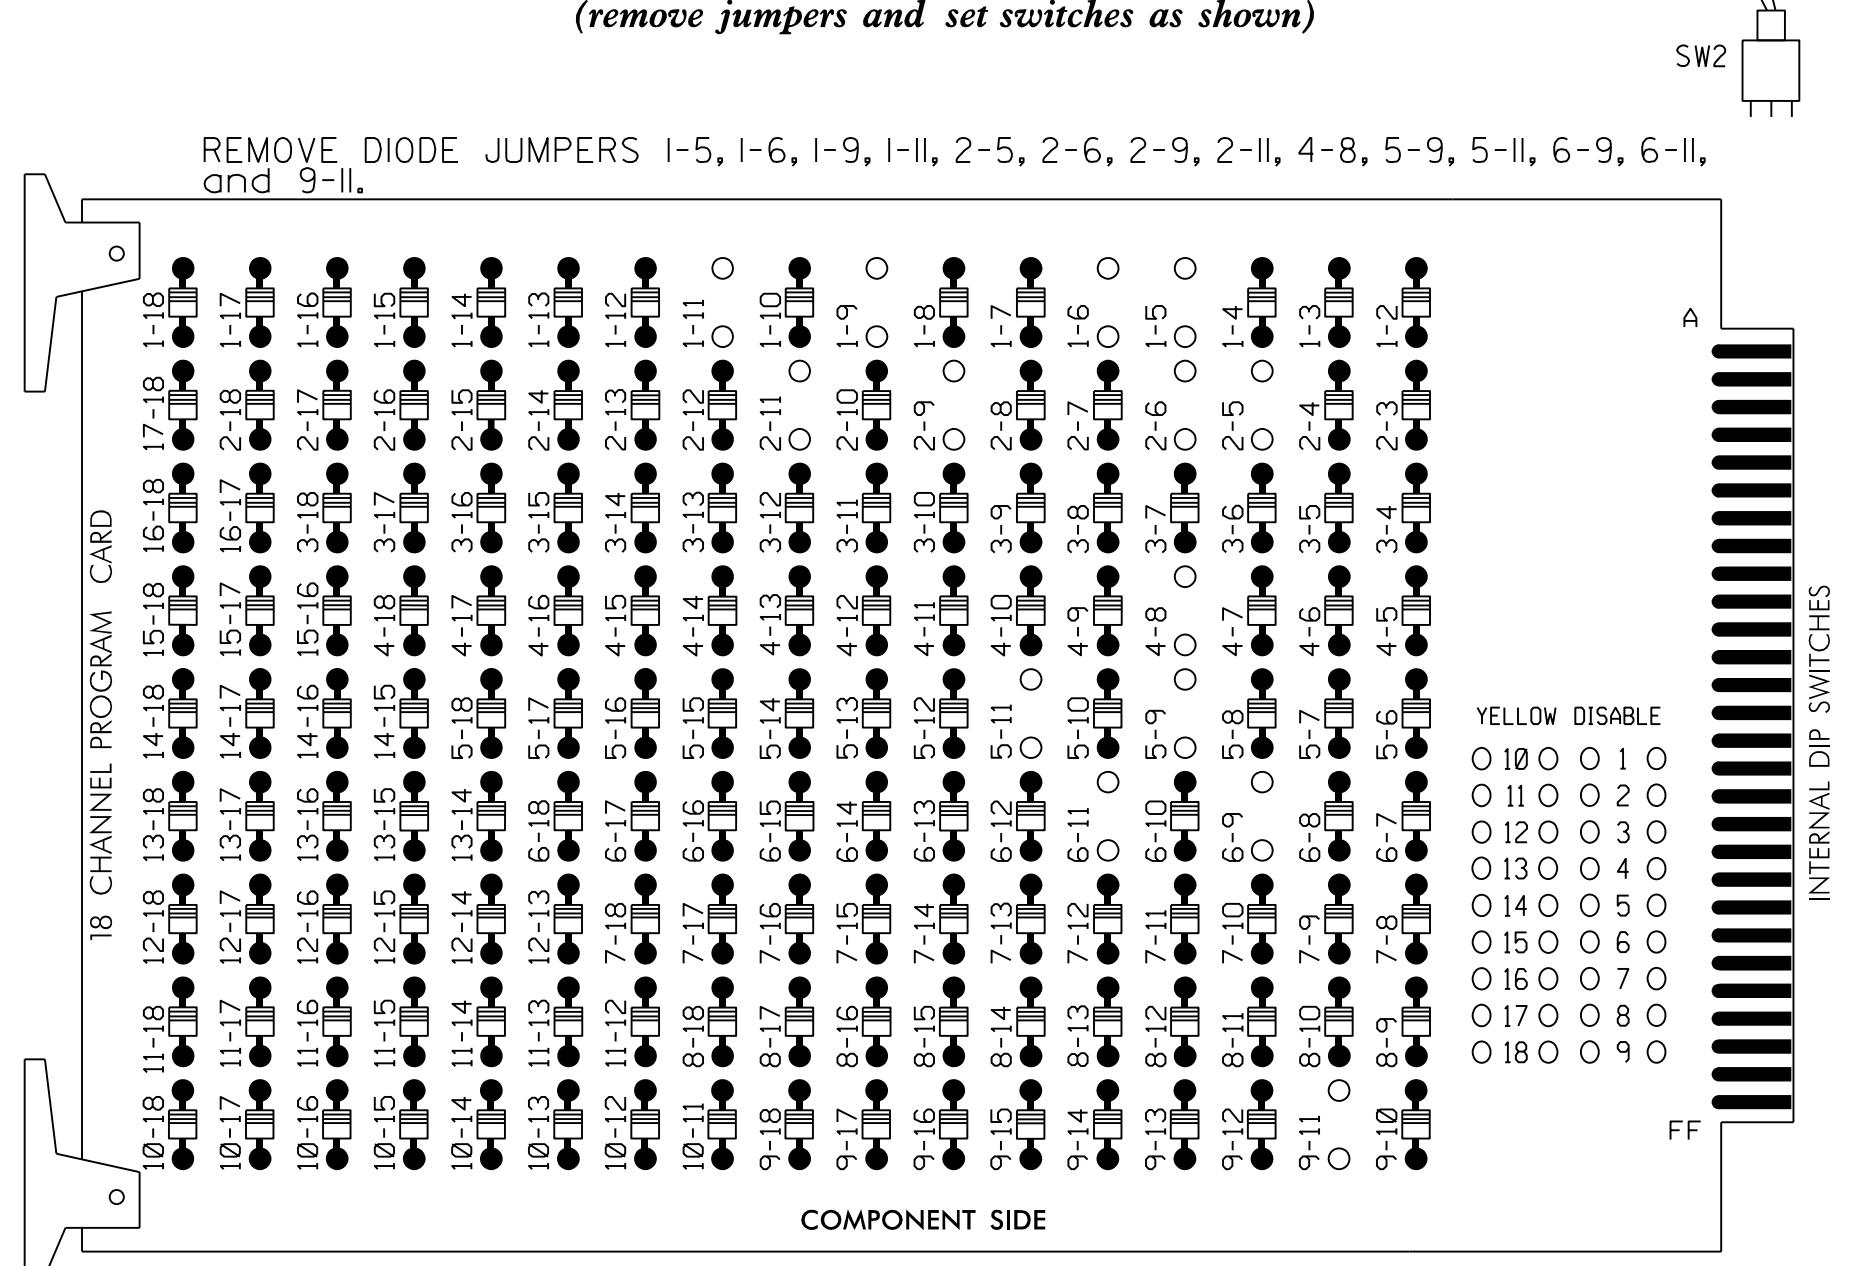 (remove jumpers and set switches as shown)
SW2
REMOVE DIODE JUMPERS 1-5, 1-6, 1-9, 1-11, 2-5, 2-6, 2-9, 2-11, 4-8, 5-9, 5-11, 6-9, 6-11,
and 9-11.
1-18 1-17 1-16 1-15 1-14 1-13 1-12 1-11 1-10 1-9 1-8 1-7 1-6 1-5 1-4 1-3 1-2
A
17-18 2-18 2-17 2-16 2-15 2-14 2-13 2-12 2-11 2-10 2-9 2-8 2-7 2-6 2-5 2-4 2-3
16-18 16-17 3-18 3-17 3-16 3-15 3-14 3-13 3-12 3-11 3-10 3-9 3-8 3-7 3-6 3-5 3-4
15-18 15-17 15-16 4-18 4-17 4-16 4-15 4-14 4-13 4-12 4-11 4-10 4-9 4-8 4-7 4-6 4-5
14-18 14-17 14-16 14-15 5-18 5-17 5-16 5-15 5-14 5-13 5-12 5-11 5-10 5-9 5-8 5-7 5-6
13-18 13-17 13-16 13-15 13-14 6-18 6-17 6-16 6-15 6-14 6-13 6-12 6-11 6-10 6-9 6-8 6-7
12-18 12-17 12-16 12-15 12-14 12-13 7-18 7-17 7-16 7-15 7-14 7-13 7-12 7-11 7-10 7-9 7-8
11-18 11-17 11-16 11-15 11-14 11-13 11-12 8-18 8-17 8-16 8-15 8-14 8-13 8-12 8-11 8-10 8-9
10-18 10-17 10-16 10-15 10-14 10-13 10-12 10-11 9-18 9-17 9-16 9-15 9-14 9-13 9-12 9-11 9-10
18 CHANNEL PROGRAM CARD
YELLOW DISABLE
10 1
11 2
12 3
13 4
14 5
15 6
16 7
17 8
18 9
INTERNAL DIP SWITCHES
FF
COMPONENT SIDE